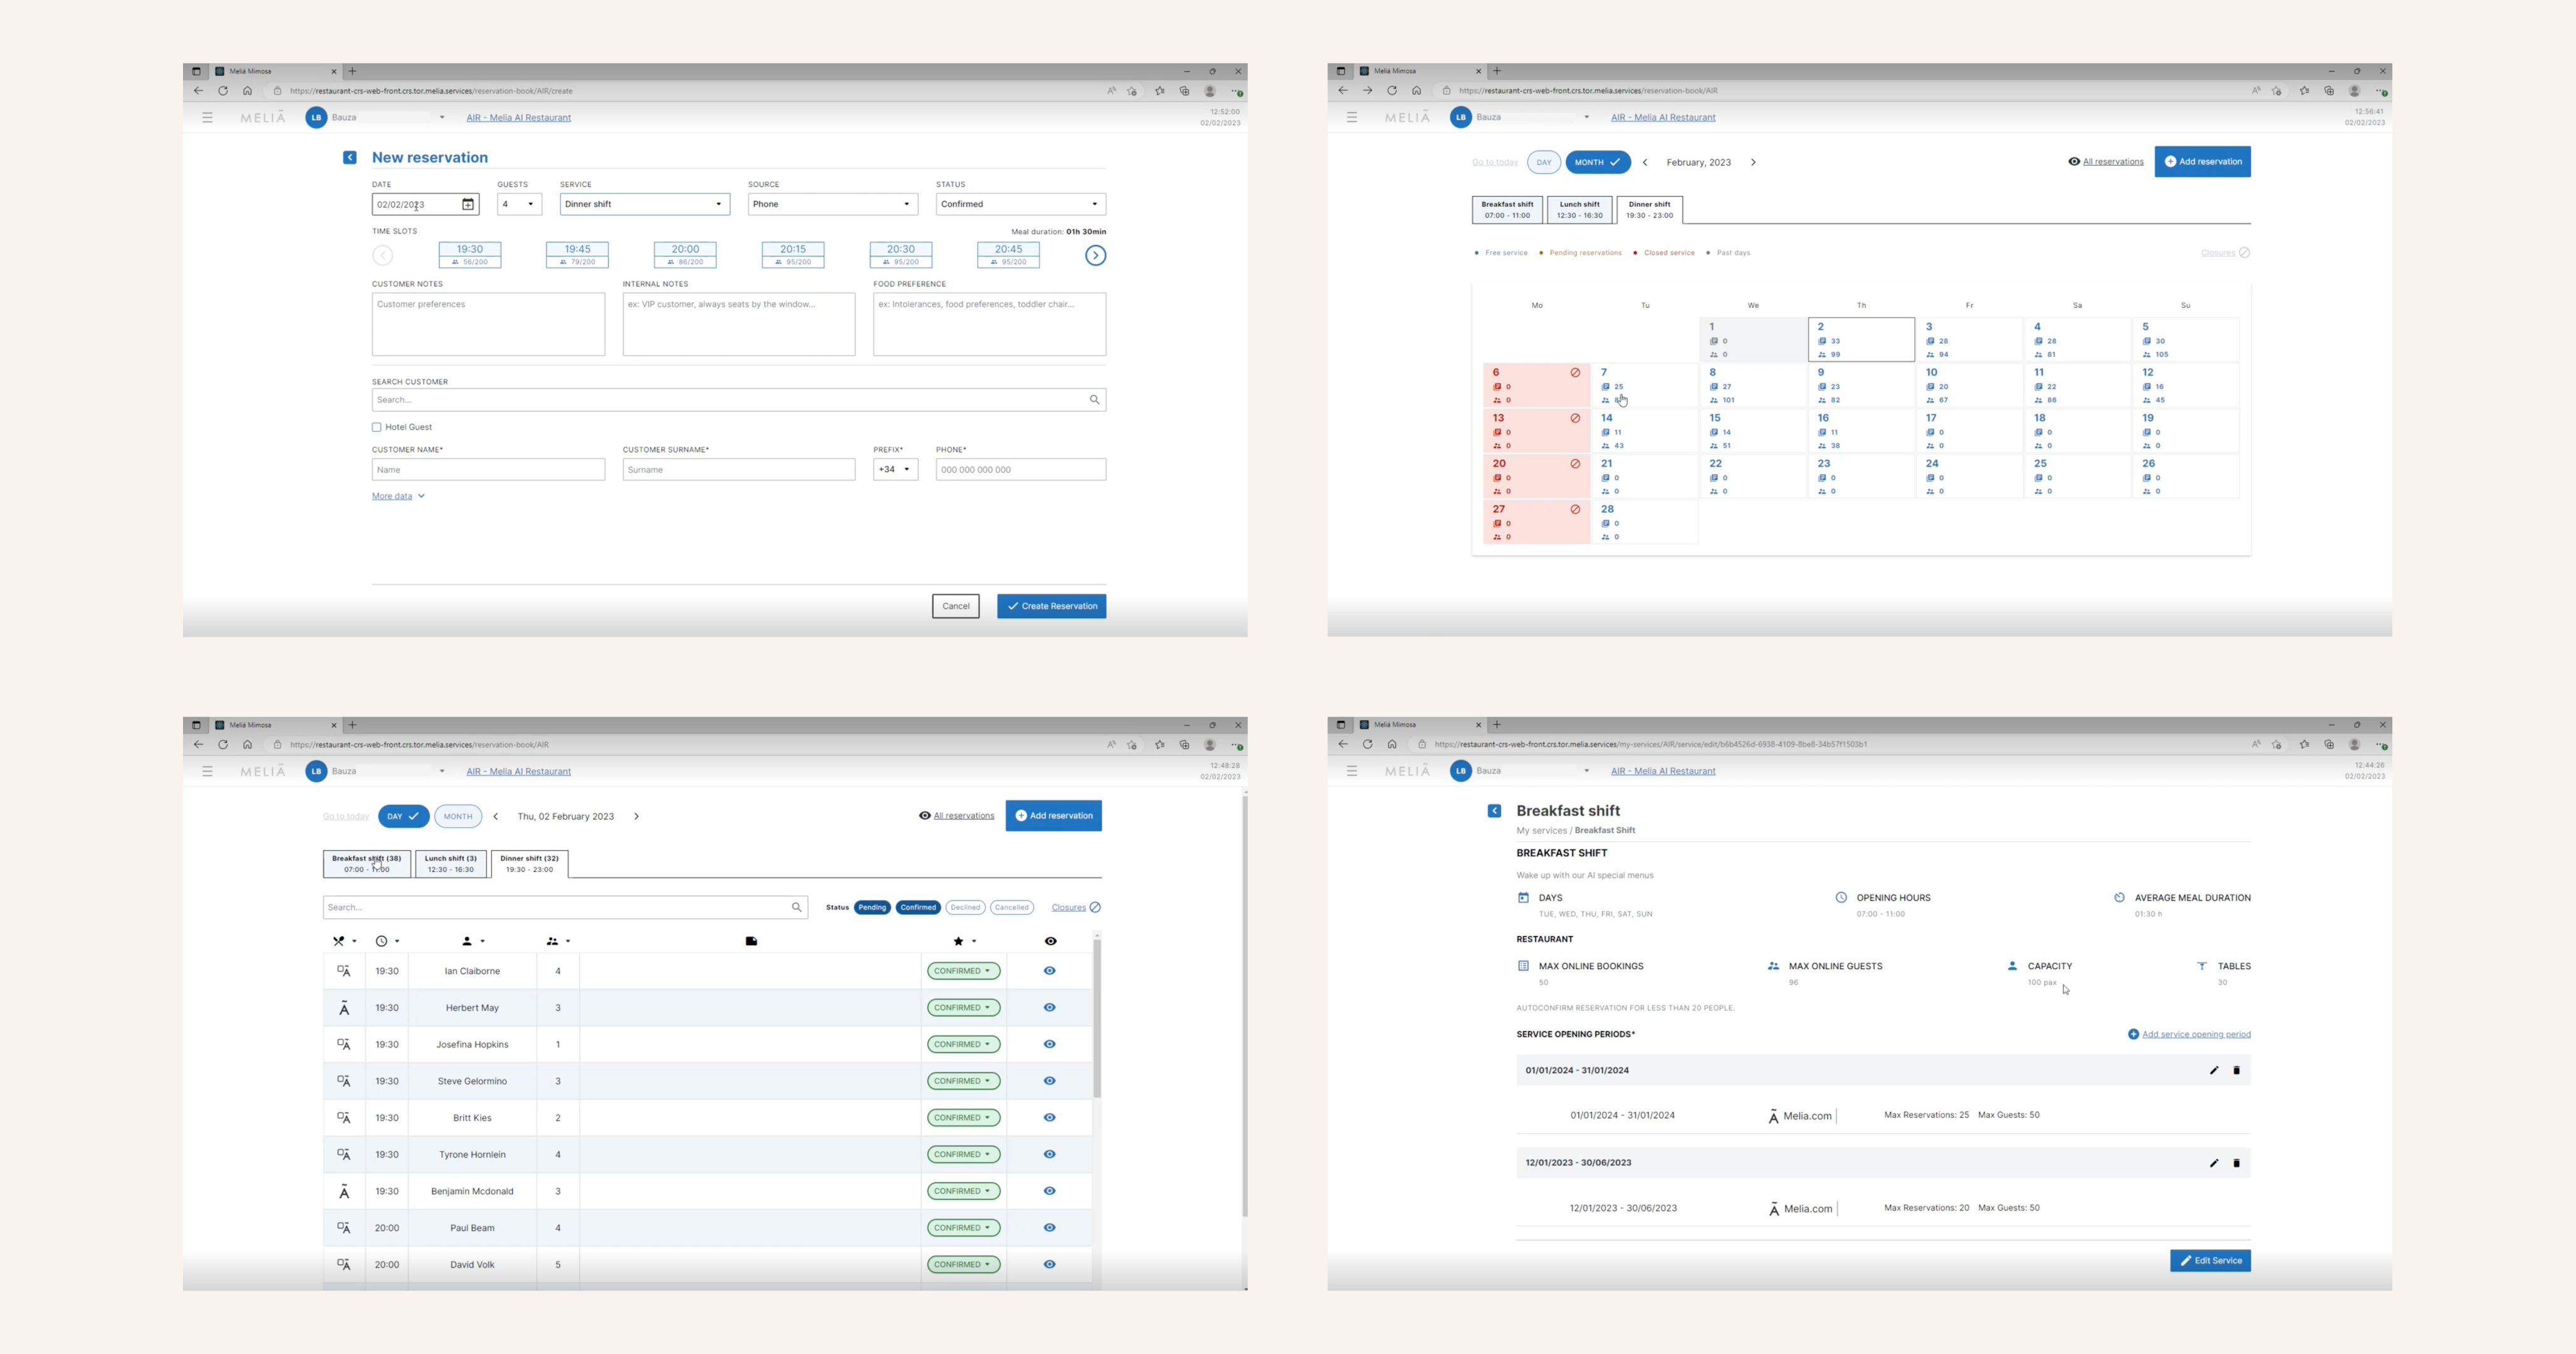 Meliá Mimosa
https://restaurant-crs-web-front.crs.tor.melia.services/reservation-book/AIR/create
MELIÃ LB Bauza AIR - Melia AI Restaurant
12:52:00
02/02/2023
New reservation
DATE GUESTS SERVICE SOURCE STATUS
02/02/2023 4 Dinner shift Phone Confirmed
TIME SLOTS Meal duration: 01h 30min
19:30 19:45 20:00 20:15 20:30 20:45
56/200 79/200 86/200 95/200 95/200 95/200
CUSTOMER NOTES INTERNAL NOTES FOOD PREFERENCE
Customer preferences ex: VIP customer, always seats by the window... ex: Intolerances, food preferences, toddler chair...
SEARCH CUSTOMER
Search...
Hotel Guest
CUSTOMER NAME* CUSTOMER SURNAME* PREFIX* PHONE*
Name Surname +34 000 000 000 000
More data
Cancel Create Reservation
Meliá Mimosa
https://restaurant-crs-web-front.crs.tor.melia.services/reservation-book/AIR
MELIÃ LB Bauza AIR - Melia AI Restaurant
12:56:41
02/02/2023
Go to today DAY MONTH February, 2023 All reservations Add reservation
Breakfast shift Lunch shift Dinner shift
07:00 - 11:00 12:30 - 16:30 19:30 - 23:00
Free service Pending reservations Closed service Past days Closures
Mo Tu We Th Fr Sa Su
1 2 3 4 5
0 33 28 28 30
0 99 94 81 105
6 7 8 9 10 11 12
0 25 27 23 20 22 16
0 101 82 67 86 45
13 14 15 16 17 18 19
0 11 14 11 0 0 0
0 43 51 38 0 0 0
20 21 22 23 24 25 26
0 0 0 0 0 0 0
0 0 0 0 0 0 0
27 28
0 0
0 0
Meliá Mimosa
https://restaurant-crs-web-front.crs.tor.melia.services/reservation-book/AIR
MELIÃ LB Bauza AIR - Melia AI Restaurant
12:48:28
02/02/2023
Go to today DAY MONTH Thu, 02 February 2023 All reservations Add reservation
Breakfast shift (38) Lunch shift (3) Dinner shift (32)
07:00 - 11:00 12:30 - 16:30 19:30 - 23:00
Search... Status Pending Confirmed Declined Cancelled Closures
19:30 Ian Claiborne 4 CONFIRMED
19:30 Herbert May 3 CONFIRMED
19:30 Josefina Hopkins 1 CONFIRMED
19:30 Steve Gelormino 3 CONFIRMED
19:30 Britt Kies 2 CONFIRMED
19:30 Tyrone Hornlein 4 CONFIRMED
19:30 Benjamin Mcdonald 3 CONFIRMED
20:00 Paul Beam 4 CONFIRMED
20:00 David Volk 5 CONFIRMED
Meliá Mimosa
https://restaurant-crs-web-front.crs.tor.melia.services/my-services/AIR/service/edit/b6b4526d-6938-4109-8be8-34b57f1503b1
MELIÃ LB Bauza AIR - Melia AI Restaurant
12:44:26
02/02/2023
Breakfast shift
My services / Breakfast Shift
BREAKFAST SHIFT
Wake up with our AI special menus
DAYS OPENING HOURS AVERAGE MEAL DURATION
TUE, WED, THU, FRI, SAT, SUN 07:00 - 11:00 01:30 h
RESTAURANT
MAX ONLINE BOOKINGS MAX ONLINE GUESTS CAPACITY TABLES
50 96 100 pax 30
AUTOCONFIRM RESERVATION FOR LESS THAN 20 PEOPLE.
SERVICE OPENING PERIODS* Add service opening period
01/01/2024 - 31/01/2024
01/01/2024 - 31/01/2024 Ã Melia.com Max Reservations: 25 Max Guests: 50
12/01/2023 - 30/06/2023
12/01/2023 - 30/06/2023 Ã Melia.com Max Reservations: 20 Max Guests: 50
Edit Service